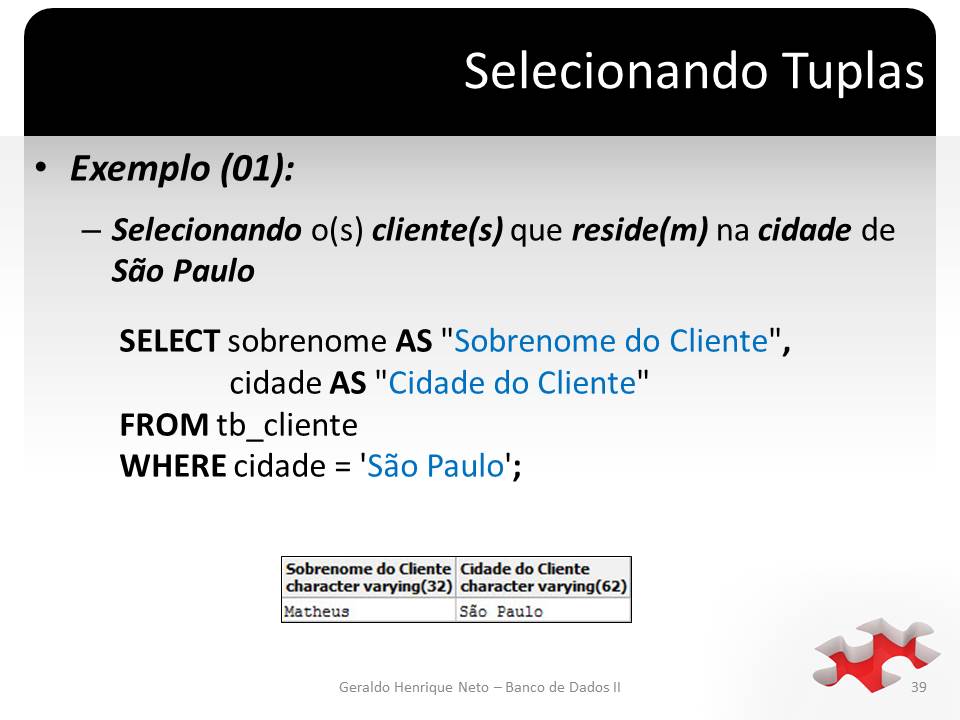 Selecionando Tuplas
• Exemplo (01):
– Selecionando o(s) cliente(s) que reside(m) na cidade de
São Paulo
SELECT sobrenome AS "Sobrenome do Cliente",
cidade AS "Cidade do Cliente"
FROM tb_cliente
WHERE cidade = 'São Paulo';
Sobrenome do Cliente Cidade do Cliente
character varying(32) character varying(62)
Matheus São Paulo
Geraldo Henrique Neto – Banco de Dados II 39